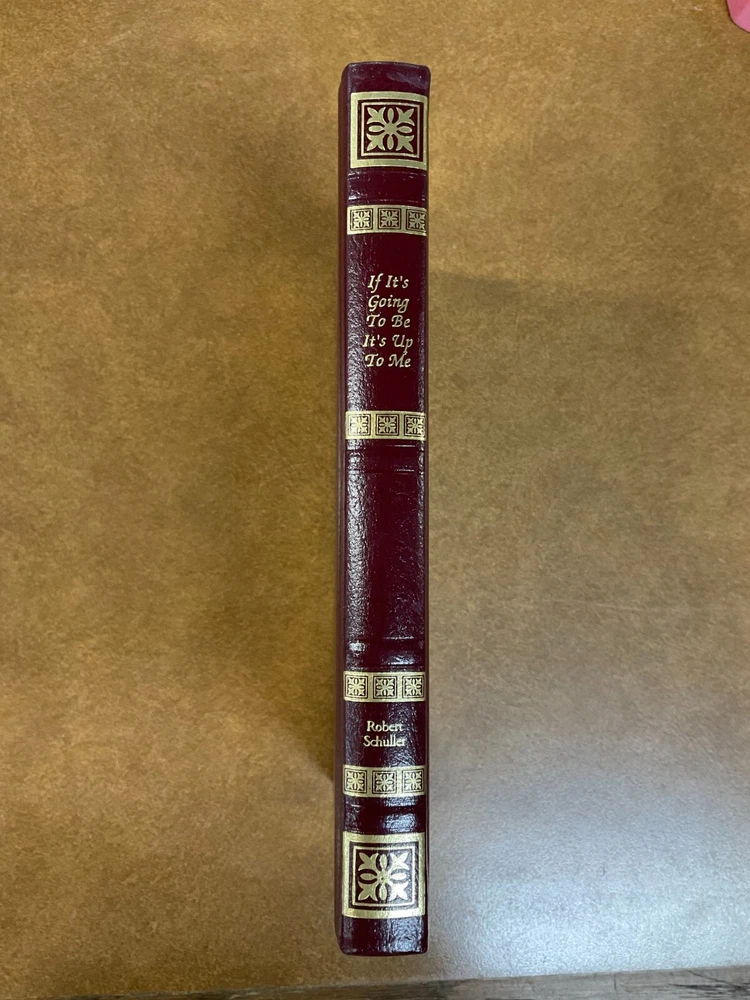 If It's
Going
To Be
It's Up
To Me
Robert
Schuller